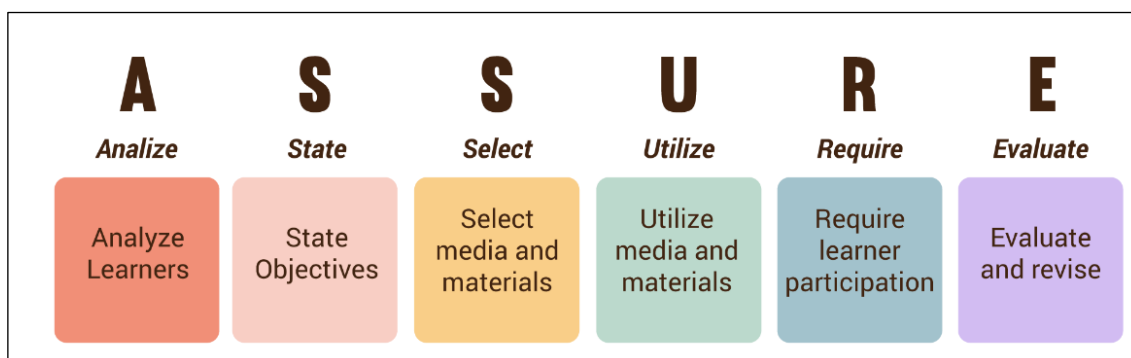 A S S U R E
Analize State Select Utilize Require Evaluate
Analyze
Learners
State
Objectives
Select
media and
materials
Utilize
media and
materials
Require
learner
participation
Evaluate
and revise